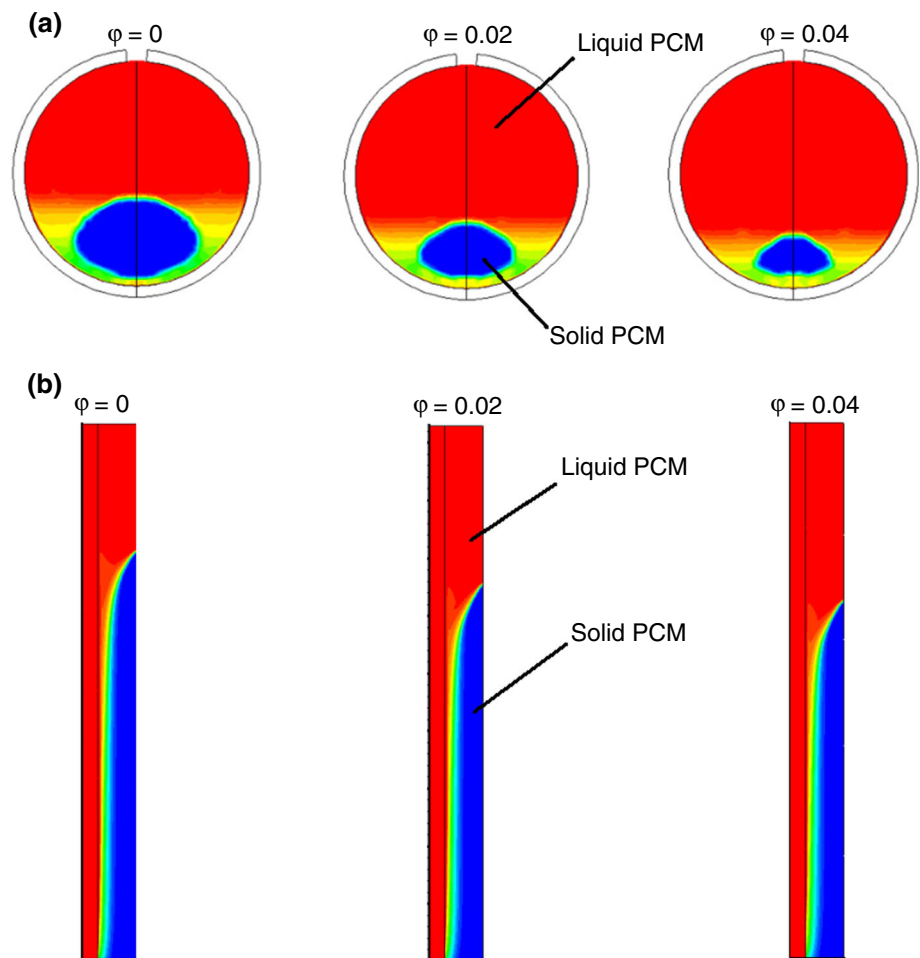 (a)
φ = 0
φ = 0.02
Liquid PCM
φ = 0.04
Solid PCM
(b)
φ = 0
φ = 0.02
φ = 0.04
Liquid PCM
Solid PCM